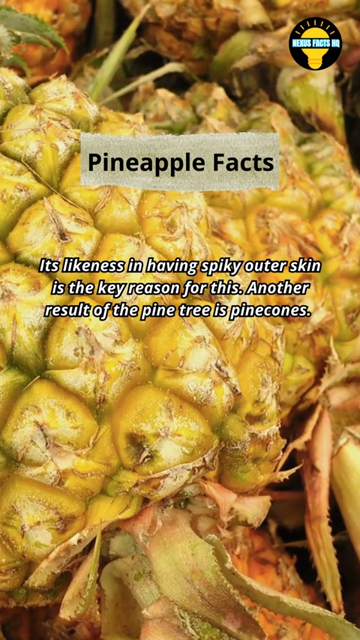 NEXUS FACTS HQ
Pineapple Facts
Its likeness in having spiky outer skin
is the key reason for this. Another
result of the pine tree is pinecones.